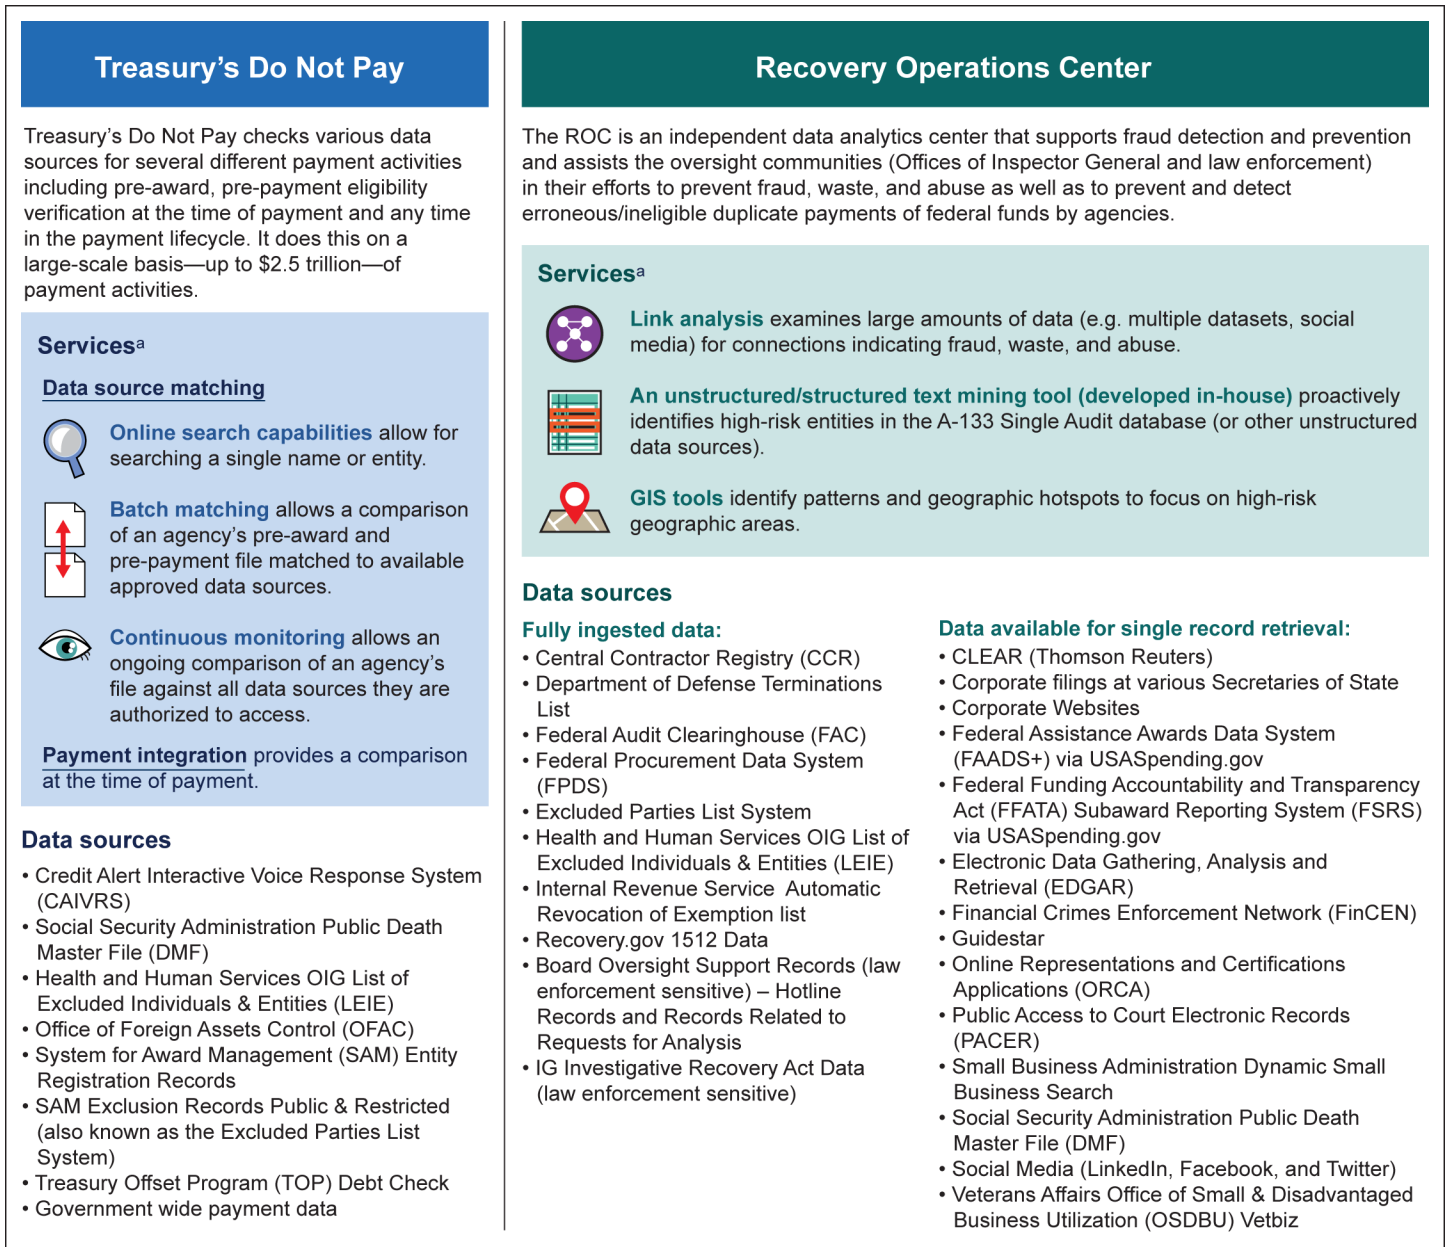 Treasury's Do Not Pay
Treasury's Do Not Pay checks various data
sources for several different payment activities
including pre-award, pre-payment eligibility
verification at the time of payment and any time
in the payment lifecycle. It does this on a
large-scale basis—up to $2.5 trillion—of
payment activities.
Servicesa
Data source matching
Online search capabilities allow for
searching a single name or entity.
Batch matching allows a comparison
of an agency's pre-award and
pre-payment file matched to available
approved data sources.
Continuous monitoring allows an
ongoing comparison of an agency's
file against all data sources they are
authorized to access.
Payment integration provides a comparison
at the time of payment.
Data sources
• Credit Alert Interactive Voice Response System
(CAIVRS)
• Social Security Administration Public Death
Master File (DMF)
• Health and Human Services OIG List of
Excluded Individuals & Entities (LEIE)
• Office of Foreign Assets Control (OFAC)
• System for Award Management (SAM) Entity
Registration Records
• SAM Exclusion Records Public & Restricted
(also known as the Excluded Parties List
System)
• Treasury Offset Program (TOP) Debt Check
• Government wide payment data
Recovery Operations Center
The ROC is an independent data analytics center that supports fraud detection and prevention
and assists the oversight communities (Offices of Inspector General and law enforcement)
in their efforts to prevent fraud, waste, and abuse as well as to prevent and detect
erroneous/ineligible duplicate payments of federal funds by agencies.
Servicesa
Link analysis examines large amounts of data (e.g. multiple datasets, social
media) for connections indicating fraud, waste, and abuse.
An unstructured/structured text mining tool (developed in-house) proactively
identifies high-risk entities in the A-133 Single Audit database (or other unstructured
data sources).
GIS tools identify patterns and geographic hotspots to focus on high-risk
geographic areas.
Data sources
Fully ingested data:
• Central Contractor Registry (CCR)
• Department of Defense Terminations
List
• Federal Audit Clearinghouse (FAC)
• Federal Procurement Data System
(FPDS)
• Excluded Parties List System
• Health and Human Services OIG List of
Excluded Individuals & Entities (LEIE)
• Internal Revenue Service Automatic
Revocation of Exemption list
• Recovery.gov 1512 Data
• Board Oversight Support Records (law
enforcement sensitive) – Hotline
Records and Records Related to
Requests for Analysis
• IG Investigative Recovery Act Data
(law enforcement sensitive)
Data available for single record retrieval:
• CLEAR (Thomson Reuters)
• Corporate filings at various Secretaries of State
• Corporate Websites
• Federal Assistance Awards Data System
(FAADS+) via USASpending.gov
• Federal Funding Accountability and Transparency
Act (FFATA) Subaward Reporting System (FSRS)
via USASpending.gov
• Electronic Data Gathering, Analysis and
Retrieval (EDGAR)
• Financial Crimes Enforcement Network (FinCEN)
• Guidestar
• Online Representations and Certifications
Applications (ORCA)
• Public Access to Court Electronic Records
(PACER)
• Small Business Administration Dynamic Small
Business Search
• Social Security Administration Public Death
Master File (DMF)
• Social Media (LinkedIn, Facebook, and Twitter)
• Veterans Affairs Office of Small & Disadvantaged
Business Utilization (OSDBU) Vetbiz